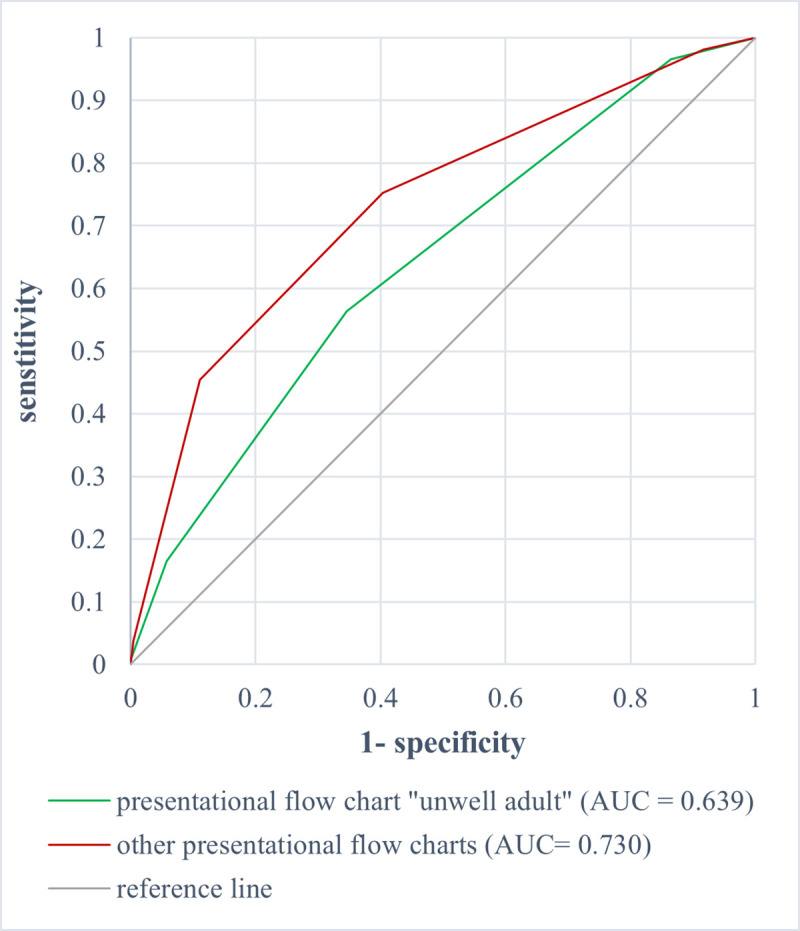 1
0.9
0.8
0.7
0.6
0.5
0.4
0.3
0.2
0.1
0
senstitivity
0 0.2 0.4 0.6 0.8 1
1- specificity
presentational flow chart "unwell adult" (AUC = 0.639)
other presentational flow charts (AUC= 0.730)
reference line